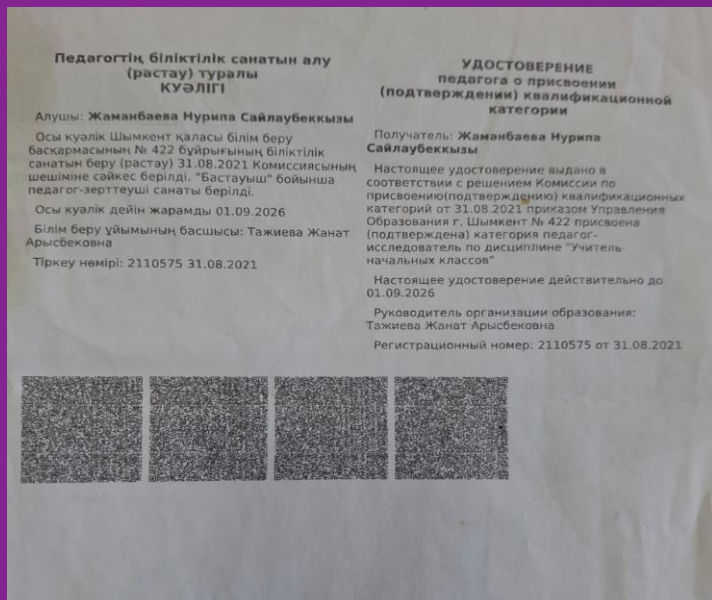 Педагогтің біліктілік санатын алу
(растау) туралы
КУӘЛІГІ
Алушы: Жаманбаева Нурипа Сайлаубеккызы
Осы куәлік Шымкент қаласы білім беру
басқармасының № 422 бұйрығының біліктілік
санатын беру (растау) 31.08.2021 Комиссиясының
шешіміне сәйкес берілді. "Бастауыш" бойынша
педагог-зерттеуші санаты берілді.
Осы куәлік дейін жарамды 01.09.2026
Білім беру ұйымының басшысы: Тажиева Жанат
Арысбековна
Тіркеу нөмірі: 2110575 31.08.2021
УДОСТОВЕРЕНИЕ
педагога о присвоении
(подтверждении) квалификационной
категории
Получатель: Жаманбаева Нурипа
Сайлаубеккызы
Настоящее удостоверение выдано в
соответствии с решением Комиссии по
присвоению(подтверждению) квалификационных
категорий от 31.08.2021 приказом Управления
Образования г. Шымкент № 422 присвоена
(подтверждена) категория педагог-
исследователь по дисциплине "Учитель
начальных классов"
Настоящее удостоверение действительно до
01.09.2026
Руководитель организации образования:
Тажиева Жанат Арысбековна
Регистрационный номер: 2110575 от 31.08.2021